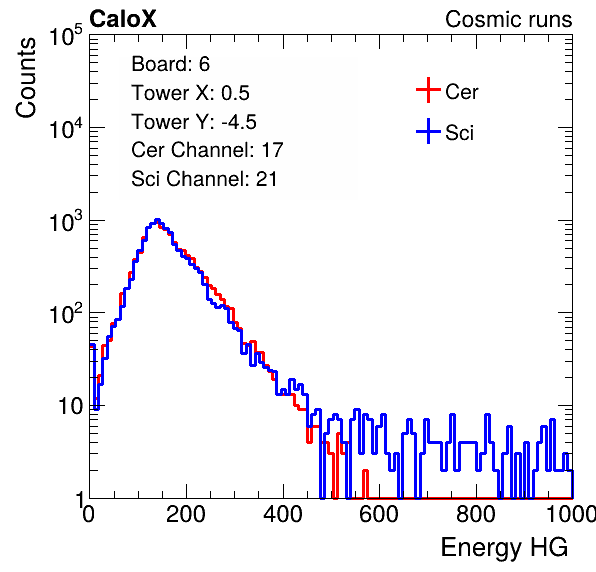 CaloX
Cosmic runs
Counts
Board: 6
Tower X: 0.5
Tower Y: -4.5
Cer Channel: 17
Sci Channel: 21
Cer
Sci
10^5
10^4
10^3
10^2
10
1
0 200 400 600 800 1000
Energy HG